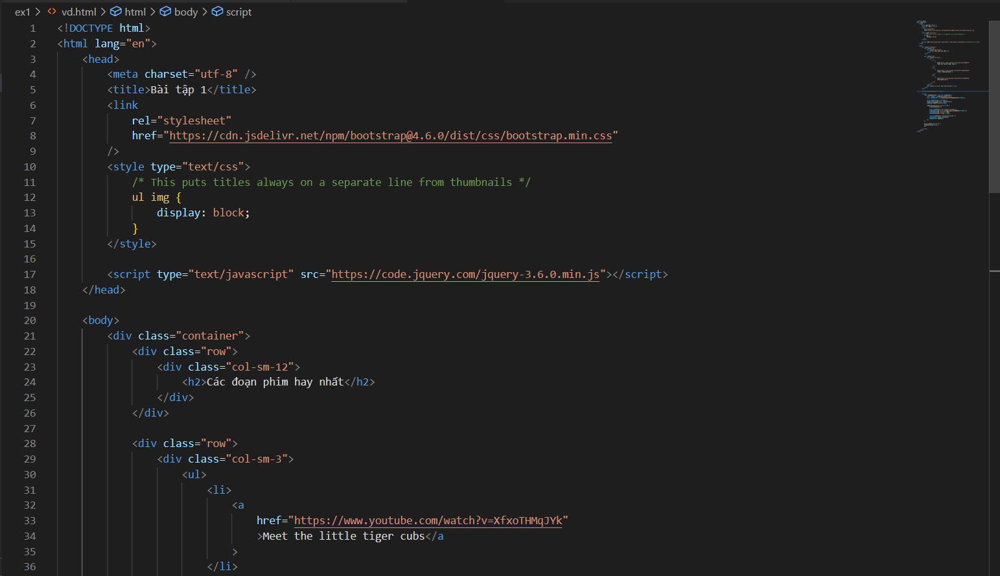 ex1 > <> vd.html > html > body > script
1 <!DOCTYPE html>
2 <html lang="en">
3 <head>
4 <meta charset="utf-8" />
5 <title>Bài tập 1</title>
6 <link
7 rel="stylesheet"
8 href="https://cdn.jsdelivr.net/npm/bootstrap@4.6.0/dist/css/bootstrap.min.css"
9 />
10 <style type="text/css">
11 /* This puts titles always on a separate line from thumbnails */
12 ul img {
13 display: block;
14 }
15 </style>
16
17 <script type="text/javascript" src="https://code.jquery.com/jquery-3.6.0.min.js"></script>
18 </head>
19
20 <body>
21 <div class="container">
22 <div class="row">
23 <div class="col-sm-12">
24 <h2>Các đoạn phim hay nhất</h2>
25 </div>
26 </div>
27
28 <div class="row">
29 <div class="col-sm-3">
30 <ul>
31 <li>
32 <a
33 href="https://www.youtube.com/watch?v=XfxoTHMqJYk"
34 >Meet the little tiger cubs</a
35 >
36 </li>